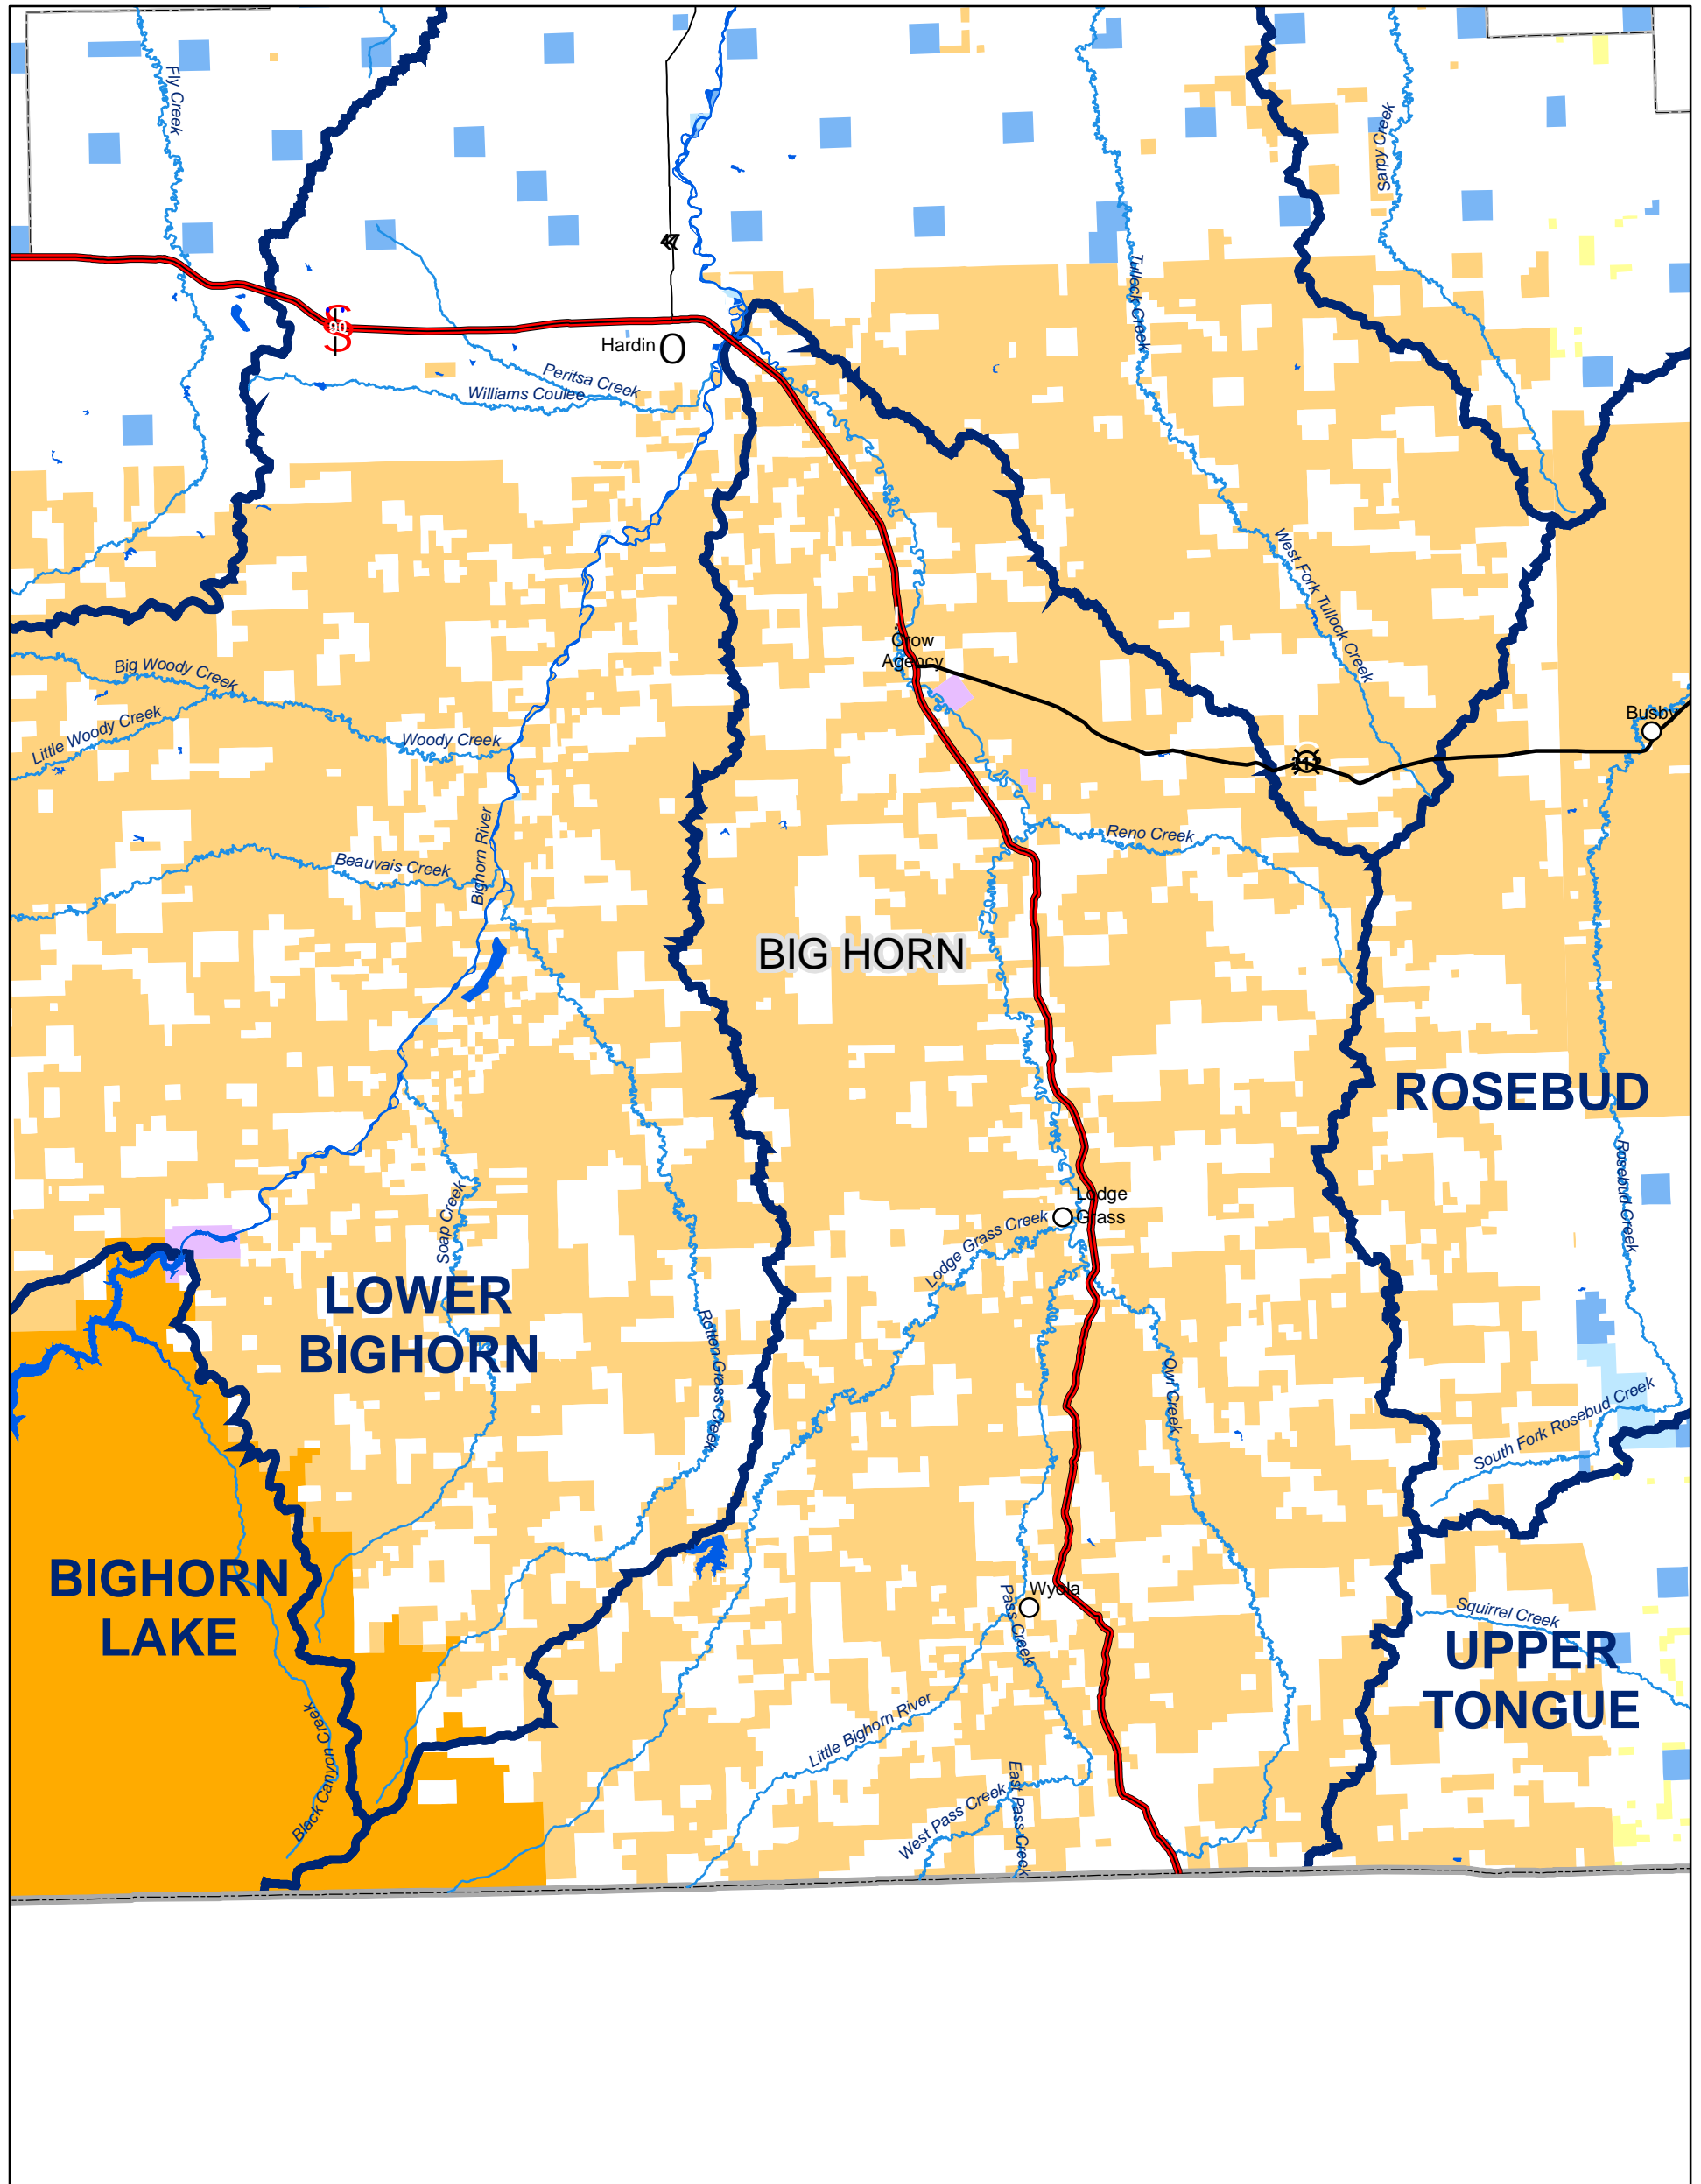 Fly Creek
Sarpy Creek
47
Tullock Creek
90
Hardin
Peritsa Creek
Williams Coulee
West Fork Tullock Creek
Crow
Agency
Big Woody Creek
Little Woody Creek
Woody Creek
Busby
212
Bighorn River
Reno Creek
Beauvais Creek
BIG HORN
ROSEBUD
Rosebud Creek
Soap Creek
Lodge
Grass
Lodge Grass Creek
LOWER
BIGHORN
Rotten Grass Creek
Owl Creek
South Fork Rosebud Creek
BIGHORN
LAKE
Wyola
Pass Creek
Squirrel Creek
UPPER
TONGUE
Little Bighorn River
Black Canyon Creek
West Pass Creek
East Pass Creek